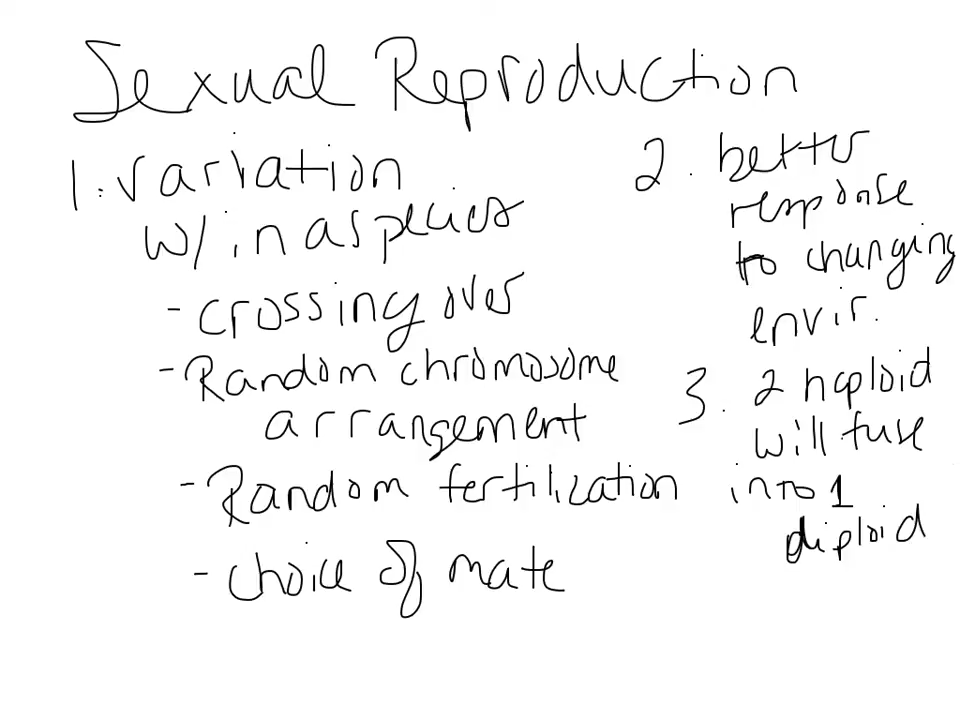 Sexual Reproduction
1. variation
w/in a species
- crossing over
- Random chromosome
arrangement
- Random fertilization
- choice of mate
2. better
response
to changing
envir.
3. 2 haploid
will fuse
into 1
diploid